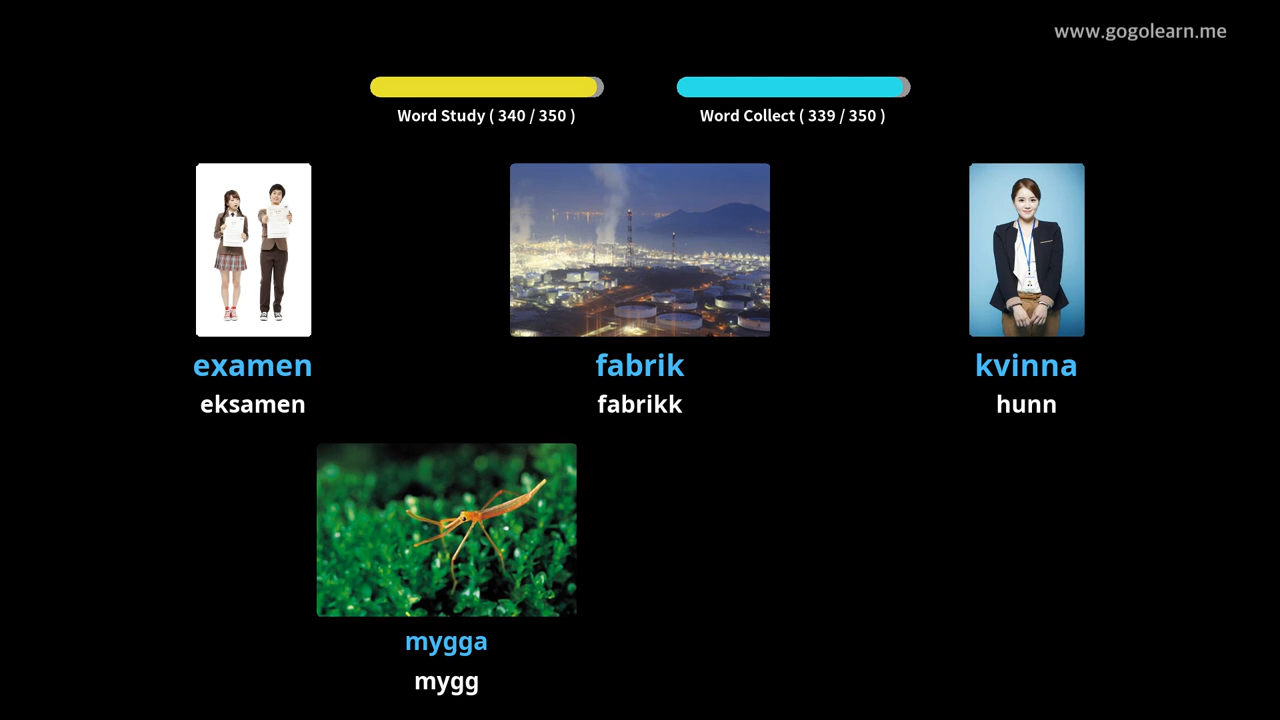 www.gogolearn.me
Word Study ( 340 / 350 )
Word Collect ( 339 / 350 )
examen
eksamen
fabrik
fabrikk
kvinna
hunn
mygga
mygg